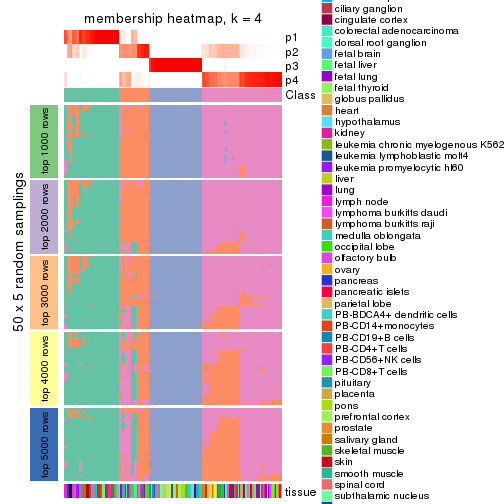 membership heatmap, k = 4
p1
p2
p3
p4
Class
50 x 5 random samplings
top 1000 rows
top 2000 rows
top 3000 rows
top 4000 rows
top 5000 rows
tissue
ciliary ganglion
cingulate cortex
colorectal adenocarcinoma
dorsal root ganglion
fetal brain
fetal liver
fetal lung
fetal thyroid
globus pallidus
heart
hypothalamus
kidney
leukemia chronic myelogenous K562
leukemia lymphoblastic molt4
leukemia promyelocytic hl60
liver
lung
lymph node
lymphoma burkitts daudi
lymphoma burkitts raji
medulla oblongata
occipital lobe
olfactory bulb
ovary
pancreas
pancreatic islets
parietal lobe
PB-BDCA4+ dendritic cells
PB-CD14+ monocytes
PB-CD19+ B cells
PB-CD4+ T cells
PB-CD56+ NK cells
PB-CD8+ T cells
pituitary
placenta
pons
prefrontal cortex
prostate
salivary gland
skeletal muscle
skin
smooth muscle
spinal cord
subthalamic nucleus